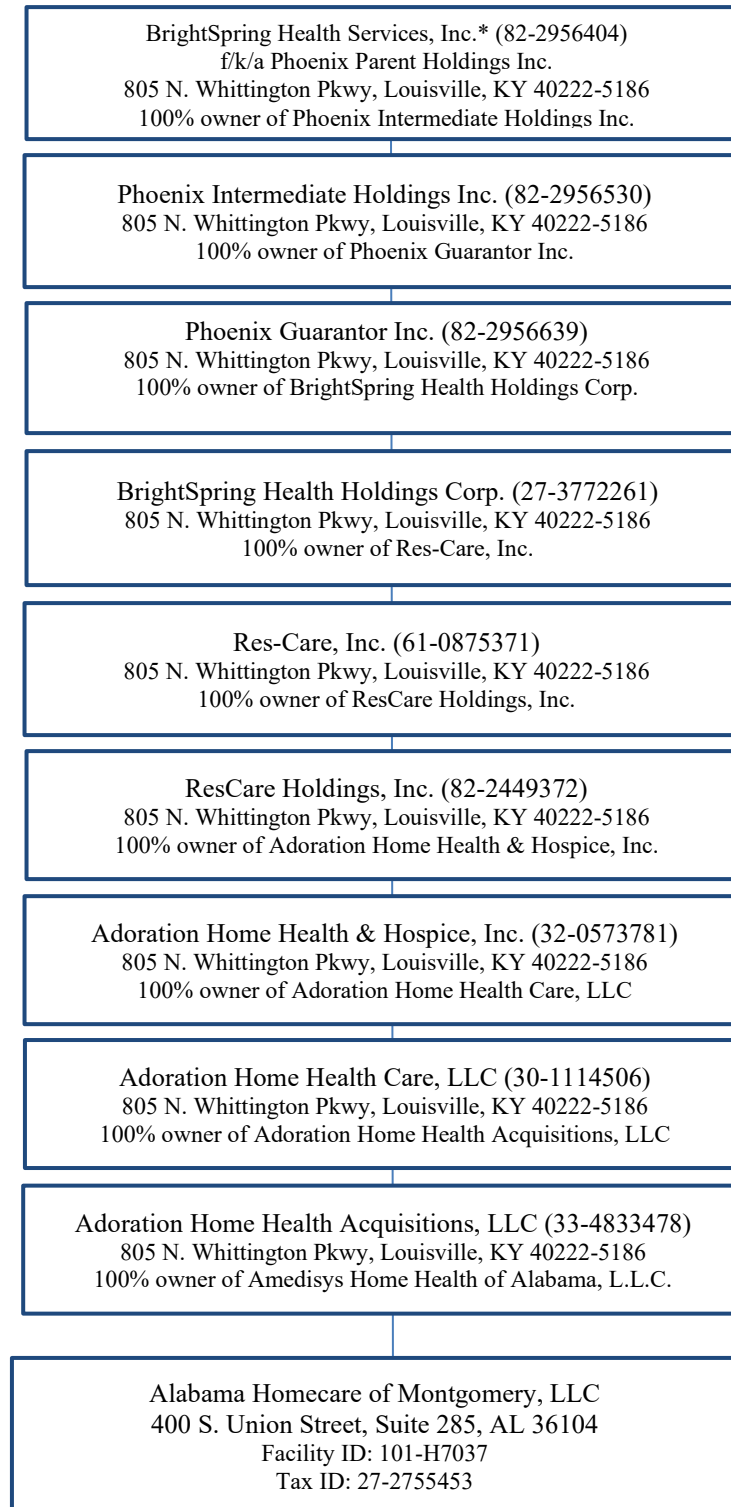 BrightSpring Health Services, Inc.* (82-2956404)
f/k/a Phoenix Parent Holdings Inc.
805 N. Whittington Pkwy, Louisville, KY 40222-5186
100% owner of Phoenix Intermediate Holdings Inc.
Phoenix Intermediate Holdings Inc. (82-2956530)
805 N. Whittington Pkwy, Louisville, KY 40222-5186
100% owner of Phoenix Guarantor Inc.
Phoenix Guarantor Inc. (82-2956639)
805 N. Whittington Pkwy, Louisville, KY 40222-5186
100% owner of BrightSpring Health Holdings Corp.
BrightSpring Health Holdings Corp. (27-3772261)
805 N. Whittington Pkwy, Louisville, KY 40222-5186
100% owner of Res-Care, Inc.
Res-Care, Inc. (61-0875371)
805 N. Whittington Pkwy, Louisville, KY 40222-5186
100% owner of ResCare Holdings, Inc.
ResCare Holdings, Inc. (82-2449372)
805 N. Whittington Pkwy, Louisville, KY 40222-5186
100% owner of Adoration Home Health & Hospice, Inc.
Adoration Home Health & Hospice, Inc. (32-0573781)
805 N. Whittington Pkwy, Louisville, KY 40222-5186
100% owner of Adoration Home Health Care, LLC
Adoration Home Health Care, LLC (30-1114506)
805 N. Whittington Pkwy, Louisville, KY 40222-5186
100% owner of Adoration Home Health Acquisitions, LLC
Adoration Home Health Acquisitions, LLC (33-4833478)
805 N. Whittington Pkwy, Louisville, KY 40222-5186
100% owner of Amedisys Home Health of Alabama, L.L.C.
Alabama Homecare of Montgomery, LLC
400 S. Union Street, Suite 285, AL 36104
Facility ID: 101-H7037
Tax ID: 27-2755453